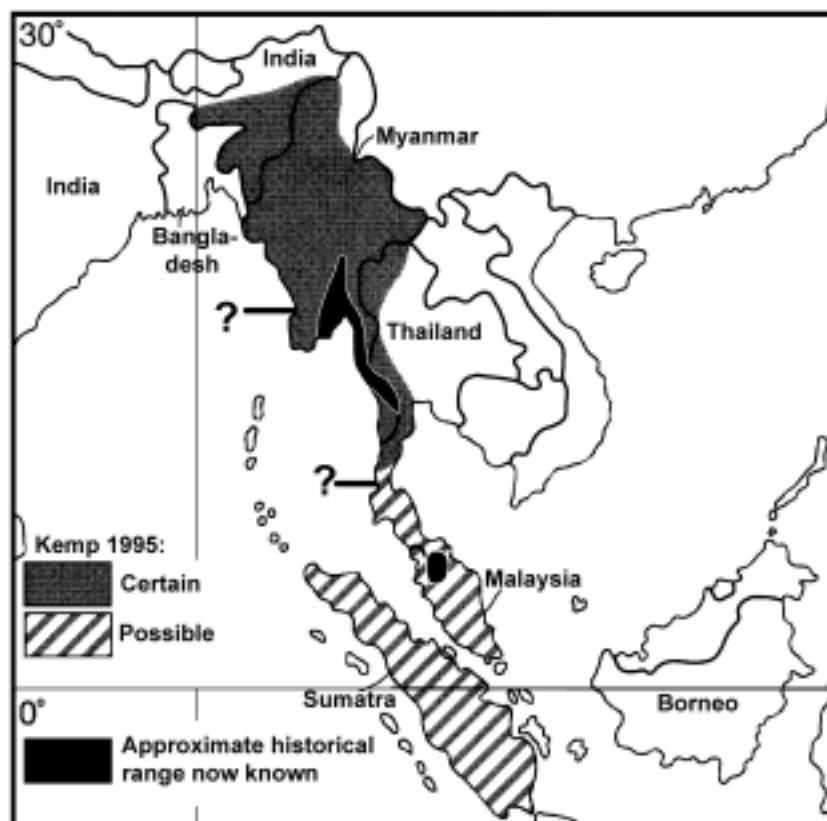 30°
India
Myanmar
India
Bangla-
desh
?
Thailand
?
Kemp 1995:
Certain
Malaysia
Possible
Sumatra
Borneo
0°
Approximate historical
range now known